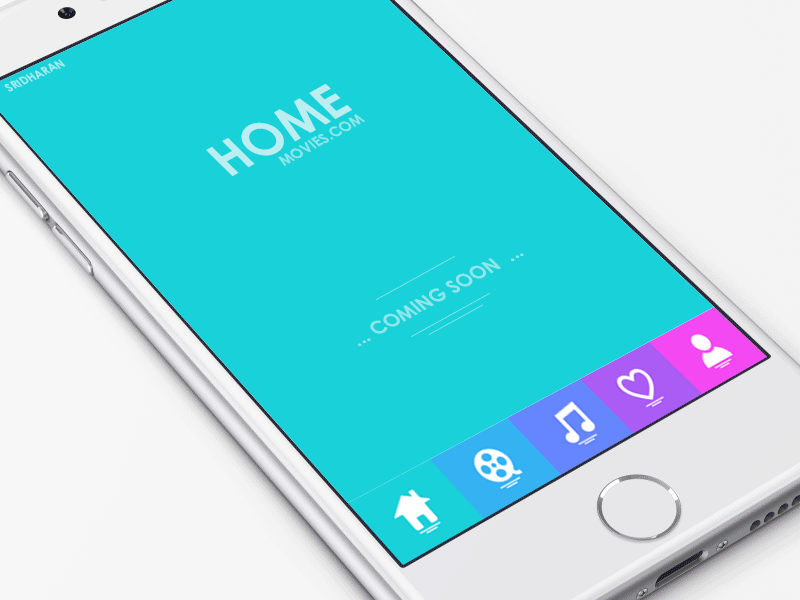 SRIDHARAN
HOME
MOVIES.COM
... COMING SOON ...